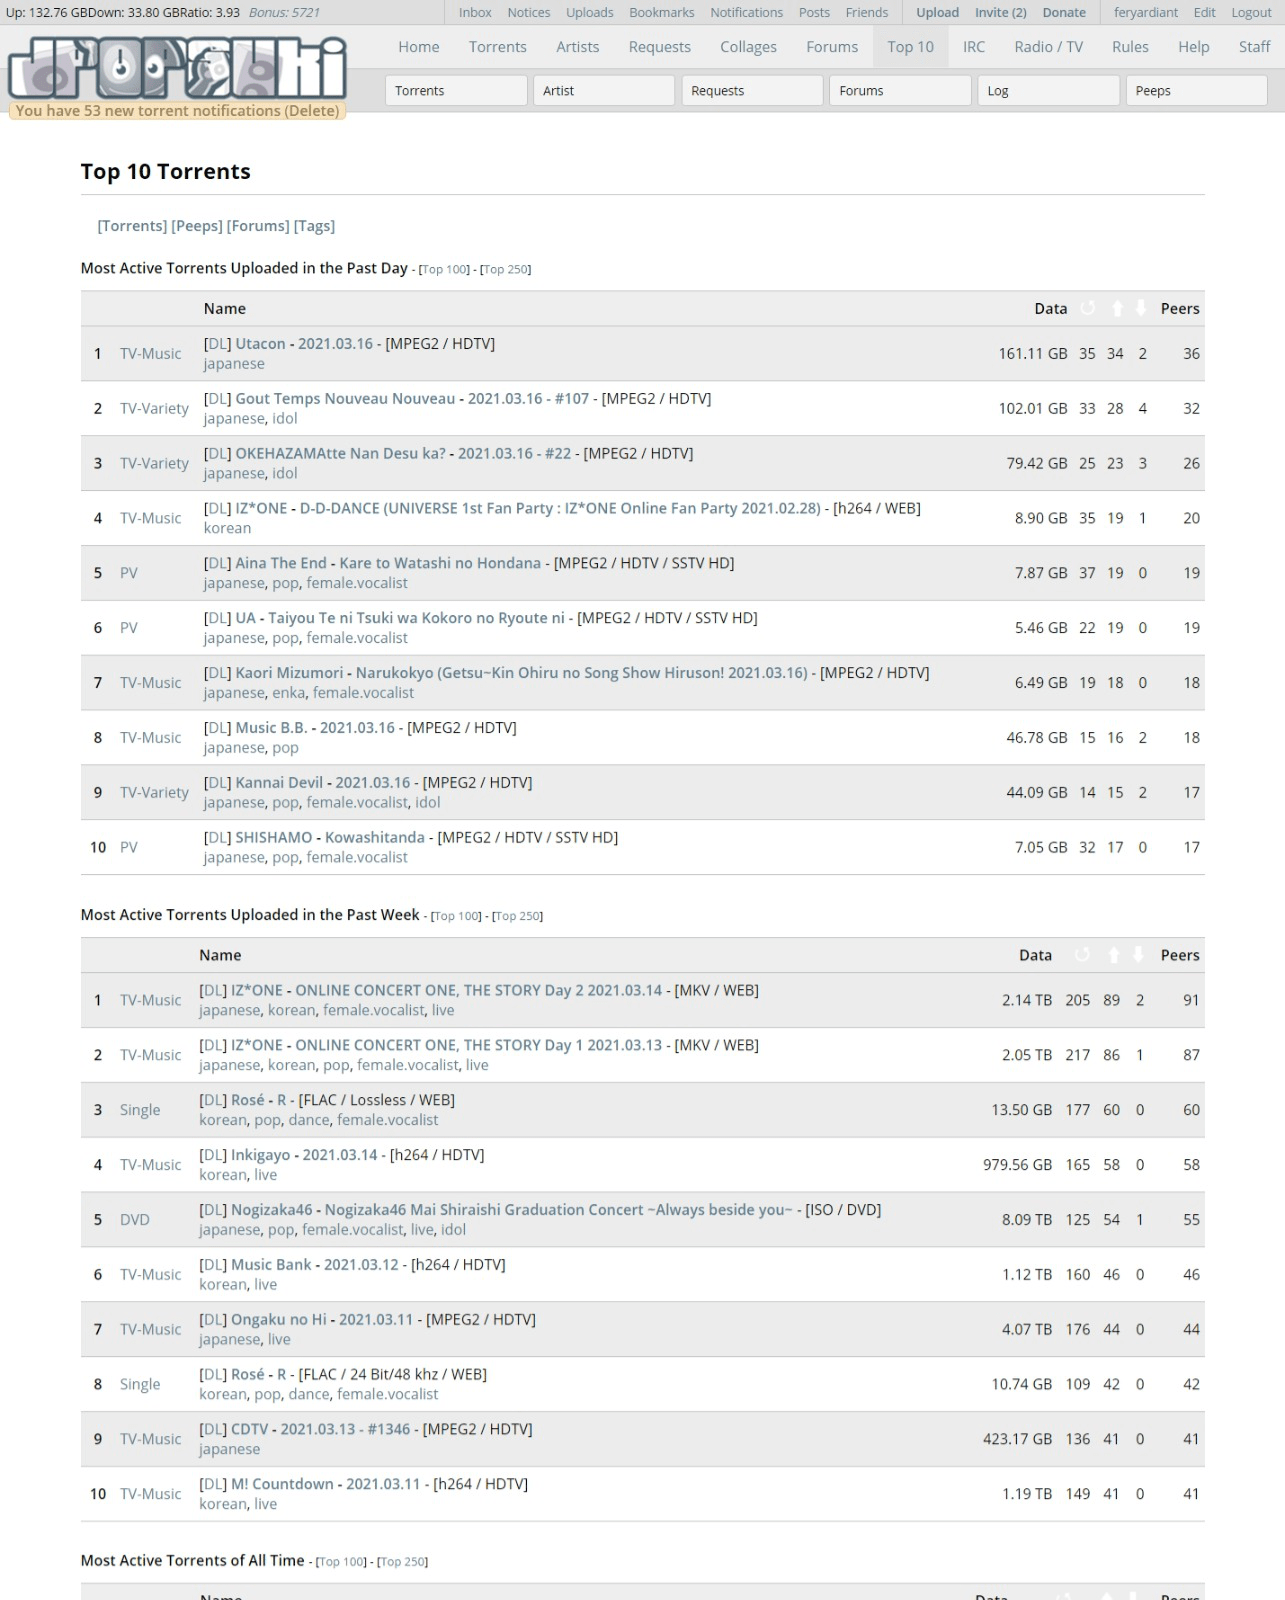 Up: 132.76 GBDown: 33.80 GBRatio: 3.93 Bonus: 5721 Inbox Notices Uploads Bookmarks Notifications Posts Friends Upload Invite (2) Donate feryardiant Edit Logout
jpopsuki Home Torrents Artists Requests Collages Forums Top 10 IRC Radio / TV Rules Help Staff
Torrents Artist Requests Forums Log Peeps
You have 53 new torrent notifications (Delete)
Top 10 Torrents
[Torrents] [Peeps] [Forums] [Tags]
Most Active Torrents Uploaded in the Past Day - [Top 100] - [Top 250]
Name Data Peers
[DL] Utacon - 2021.03.16 - [MPEG2 / HDTV]
1 TV-Music 161.11 GB 35 34 2 36
japanese
[DL] Gout Temps Nouveau Nouveau - 2021.03.16 - #107 - [MPEG2 / HDTV]
2 TV-Variety 102.01 GB 33 28 4 32
japanese, idol
[DL] OKEHAZAMAtte Nan Desu ka? - 2021.03.16 - #22 - [MPEG2 / HDTV]
3 TV-Variety 79.42 GB 25 23 3 26
japanese, idol
[DL] IZ*ONE - D-D-DANCE (UNIVERSE 1st Fan Party : IZ*ONE Online Fan Party 2021.02.28) - [h264 / WEB]
4 TV-Music 8.90 GB 35 19 1 20
korean
[DL] Aina The End - Kare to Watashi no Hondana - [MPEG2 / HDTV / SSTV HD]
5 PV 7.87 GB 37 19 0 19
japanese, pop, female.vocalist
[DL] UA - Taiyou Te ni Tsuki wa Kokoro no Ryoute ni - [MPEG2 / HDTV / SSTV HD]
6 PV 5.46 GB 22 19 0 19
japanese, pop, female.vocalist
[DL] Kaori Mizumori - Narukokyo (Getsu~Kin Ohiru no Song Show Hiruson! 2021.03.16) - [MPEG2 / HDTV]
7 TV-Music 6.49 GB 19 18 0 18
japanese, enka, female.vocalist
[DL] Music B.B. - 2021.03.16 - [MPEG2 / HDTV]
8 TV-Music 46.78 GB 15 16 2 18
japanese, pop
[DL] Kannai Devil - 2021.03.16 - [MPEG2 / HDTV]
9 TV-Variety 44.09 GB 14 15 2 17
japanese, pop, female.vocalist, idol
[DL] SHISHAMO - Kowashitanda - [MPEG2 / HDTV / SSTV HD]
10 PV 7.05 GB 32 17 0 17
japanese, pop, female.vocalist
Most Active Torrents Uploaded in the Past Week - [Top 100] - [Top 250]
Name Data Peers
[DL] IZ*ONE - ONLINE CONCERT ONE, THE STORY Day 2 2021.03.14 - [MKV / WEB]
1 TV-Music 2.14 TB 205 89 2 91
japanese, korean, female.vocalist, live
[DL] IZ*ONE - ONLINE CONCERT ONE, THE STORY Day 1 2021.03.13 - [MKV / WEB]
2 TV-Music 2.05 TB 217 86 1 87
japanese, korean, pop, female.vocalist, live
[DL] Rosé - R - [FLAC / Lossless / WEB]
3 Single 13.50 GB 177 60 0 60
korean, pop, dance, female.vocalist
[DL] Inkigayo - 2021.03.14 - [h264 / HDTV]
4 TV-Music 979.56 GB 165 58 0 58
korean, live
[DL] Nogizaka46 - Nogizaka46 Mai Shiraishi Graduation Concert ~Always beside you~ - [ISO / DVD]
5 DVD 8.09 TB 125 54 1 55
japanese, pop, female.vocalist, live, idol
[DL] Music Bank - 2021.03.12 - [h264 / HDTV]
6 TV-Music 1.12 TB 160 46 0 46
korean, live
[DL] Ongaku no Hi - 2021.03.11 - [MPEG2 / HDTV]
7 TV-Music 4.07 TB 176 44 0 44
japanese, live
[DL] Rosé - R - [FLAC / 24 Bit/48 khz / WEB]
8 Single 10.74 GB 109 42 0 42
korean, pop, dance, female.vocalist
[DL] CDTV - 2021.03.13 - #1346 - [MPEG2 / HDTV]
9 TV-Music 423.17 GB 136 41 0 41
japanese
[DL] M! Countdown - 2021.03.11 - [h264 / HDTV]
10 TV-Music 1.19 TB 149 41 0 41
korean, live
Most Active Torrents of All Time - [Top 100] - [Top 250]
Name Data Peers